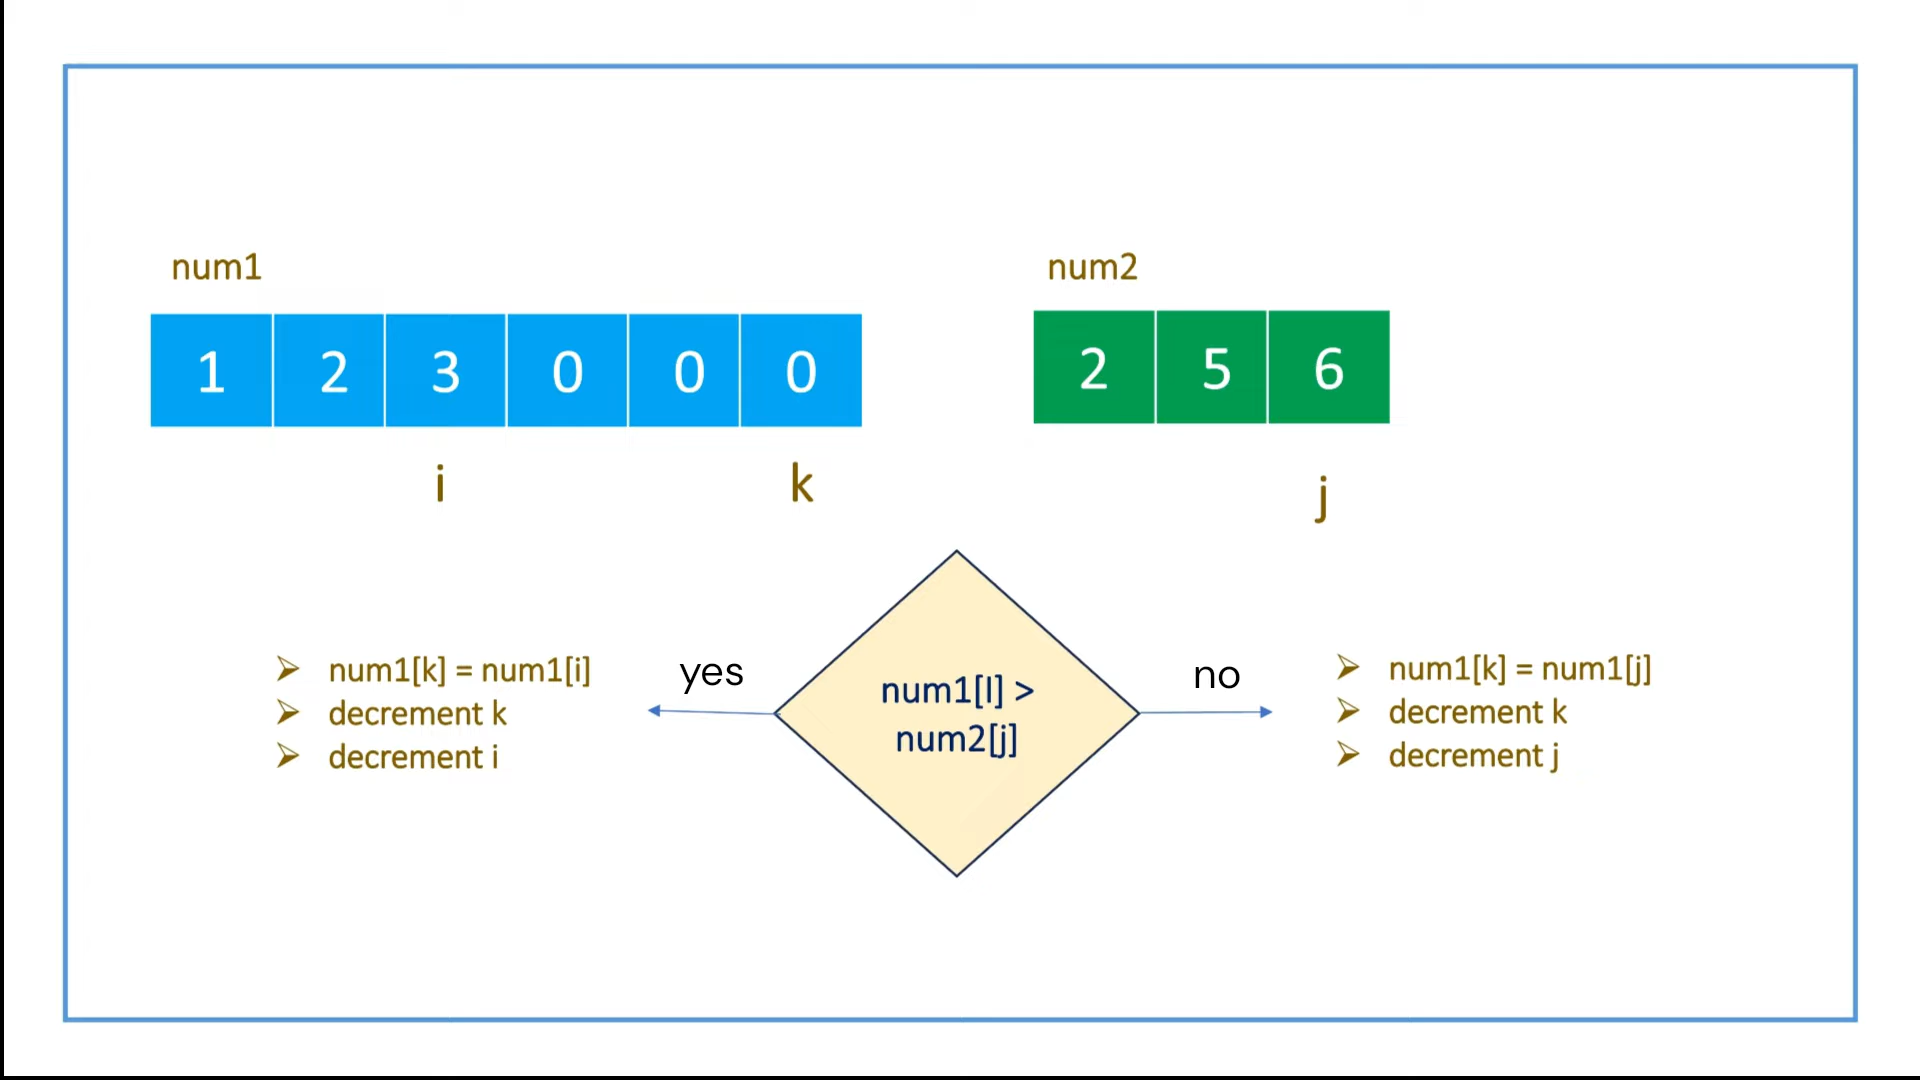 num1
num2
1 2 3 0 0 0
2 5 6
i
k
j
num1[k] = num1[i]
decrement k
decrement i
yes
num1[I] >
num2[j]
no
num1[k] = num1[j]
decrement k
decrement j